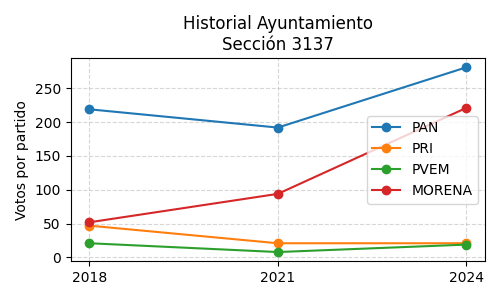 Historial Ayuntamiento
Sección 3137
Votos por partido
250
200
150
100
50
0
2018
2021
2024
PAN
PRI
PVEM
MORENA